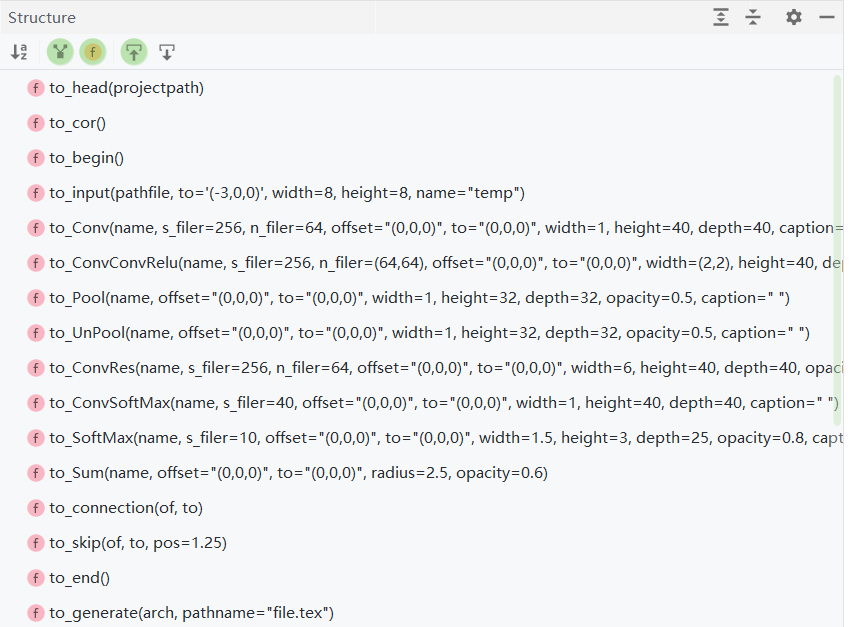 Structure
to_head(projectpath)
to_cor()
to_begin()
to_input(pathfile, to='(-3,0,0)', width=8, height=8, name="temp")
to_Conv(name, s_filer=256, n_filer=64, offset="(0,0,0)", to="(0,0,0)", width=1, height=40, depth=40, caption=
to_ConvConvRelu(name, s_filer=256, n_filer=(64,64), offset="(0,0,0)", to="(0,0,0)", width=(2,2), height=40, de
to_Pool(name, offset="(0,0,0)", to="(0,0,0)", width=1, height=32, depth=32, opacity=0.5, caption=" ")
to_UnPool(name, offset="(0,0,0)", to="(0,0,0)", width=1, height=32, depth=32, opacity=0.5, caption=" ")
to_ConvRes(name, s_filer=256, n_filer=64, offset="(0,0,0)", to="(0,0,0)", width=6, height=40, depth=40, opac
to_ConvSoftMax(name, s_filer=40, offset="(0,0,0)", to="(0,0,0)", width=1, height=40, depth=40, caption=" ")
to_SoftMax(name, s_filer=10, offset="(0,0,0)", to="(0,0,0)", width=1.5, height=3, depth=25, opacity=0.8, capt
to_Sum(name, offset="(0,0,0)", to="(0,0,0)", radius=2.5, opacity=0.6)
to_connection(of, to)
to_skip(of, to, pos=1.25)
to_end()
to_generate(arch, pathname="file.tex")